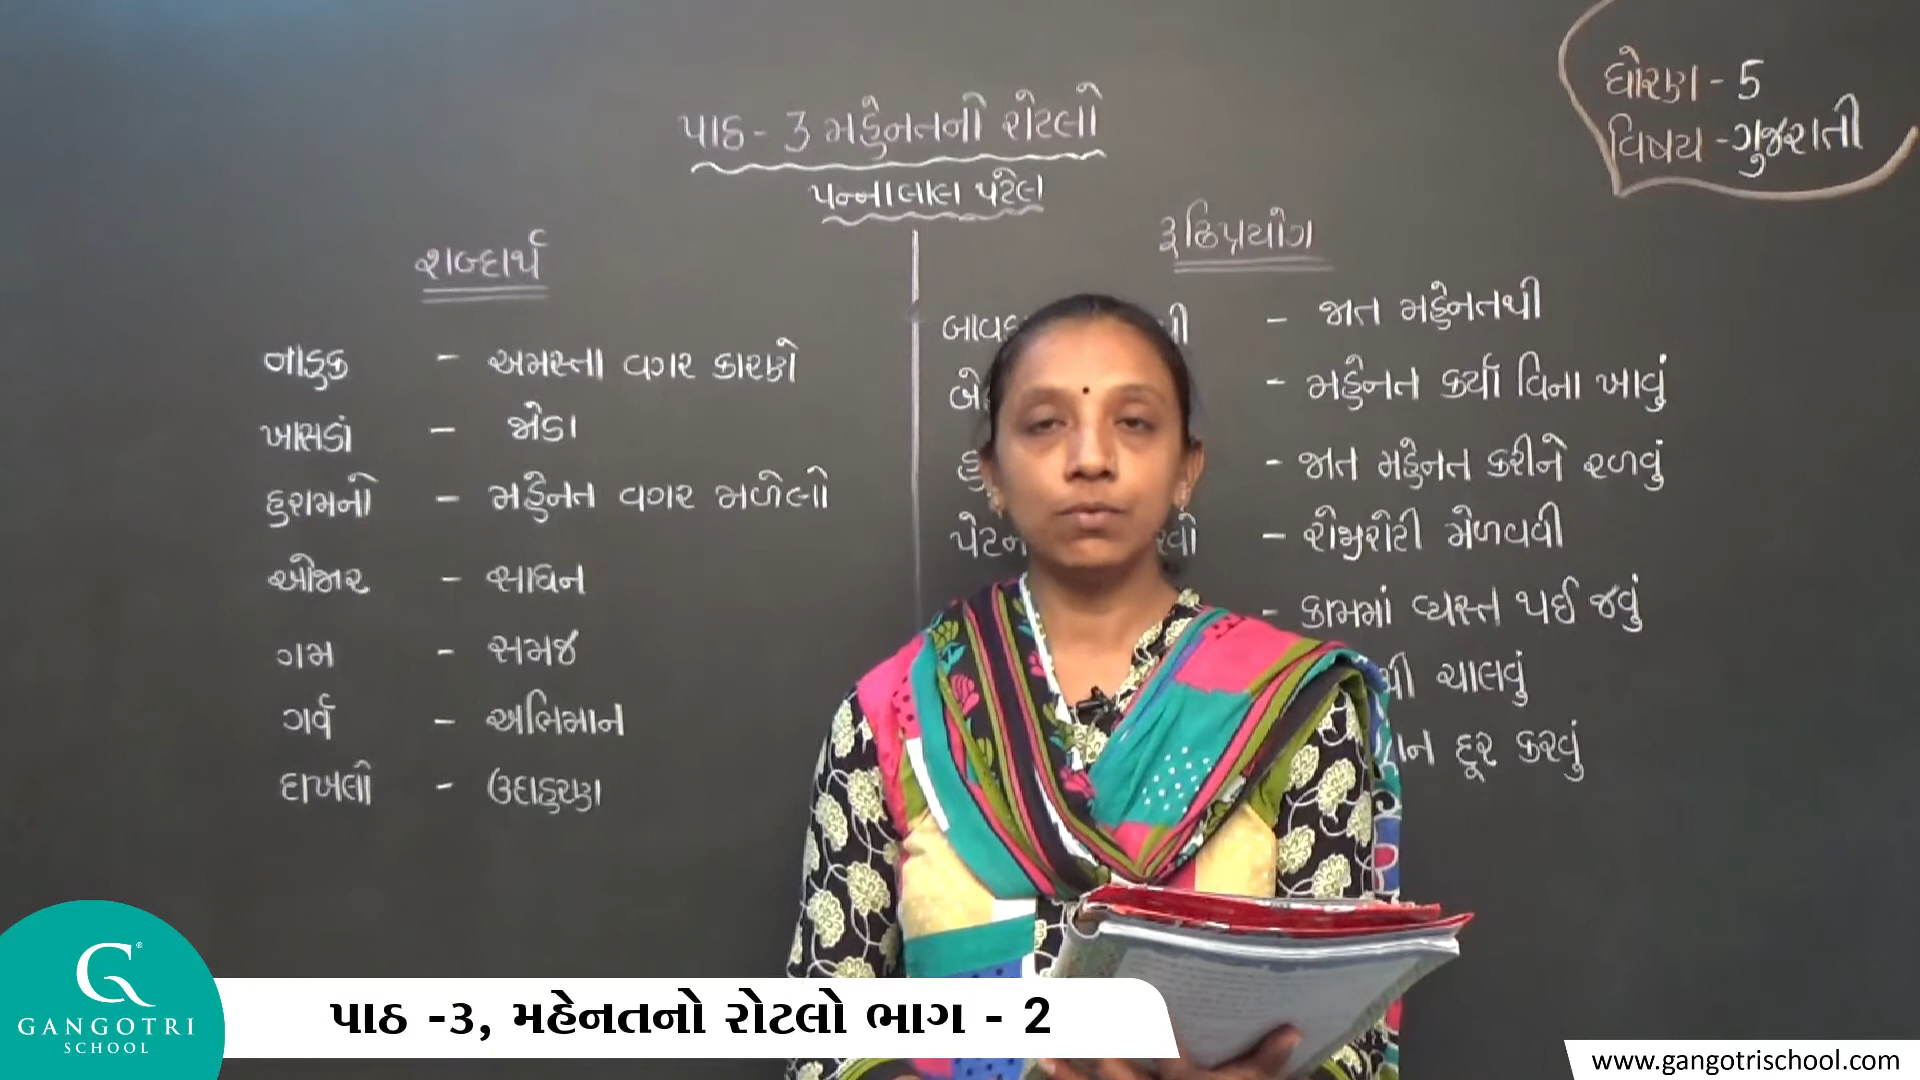 ધોરણ - 5
વિષય - ગુજરાતી
પાઠ - 3 મહેનતનો રોટલો
પન્નાલાલ પટેલ
શબ્દાર્થ
નાહક - અમસ્તા વગર કારણે
ખાસડાં - જોડા
હરામનો - મહેનત વગર મળેલો
ઓજાર - સાધન
ગમ - સમજ
ગર્વ - અભિમાન
દાખલો - ઉદાહરણ
રૂઢિપ્રયોગ
- જાત મહેનતથી
- મહેનત કર્યા વિના ખાવું
- જાત મહેનત કરીને રળવું
- રોજીરોટી મેળવવી
- કામમાં વ્યસ્ત થઈ જવું
ચાલવું
દૂર કરવું
GANGOTRI
SCHOOL
પાઠ -૩, મહેનતનો રોટલો ભાગ - 2
www.gangotrischool.com